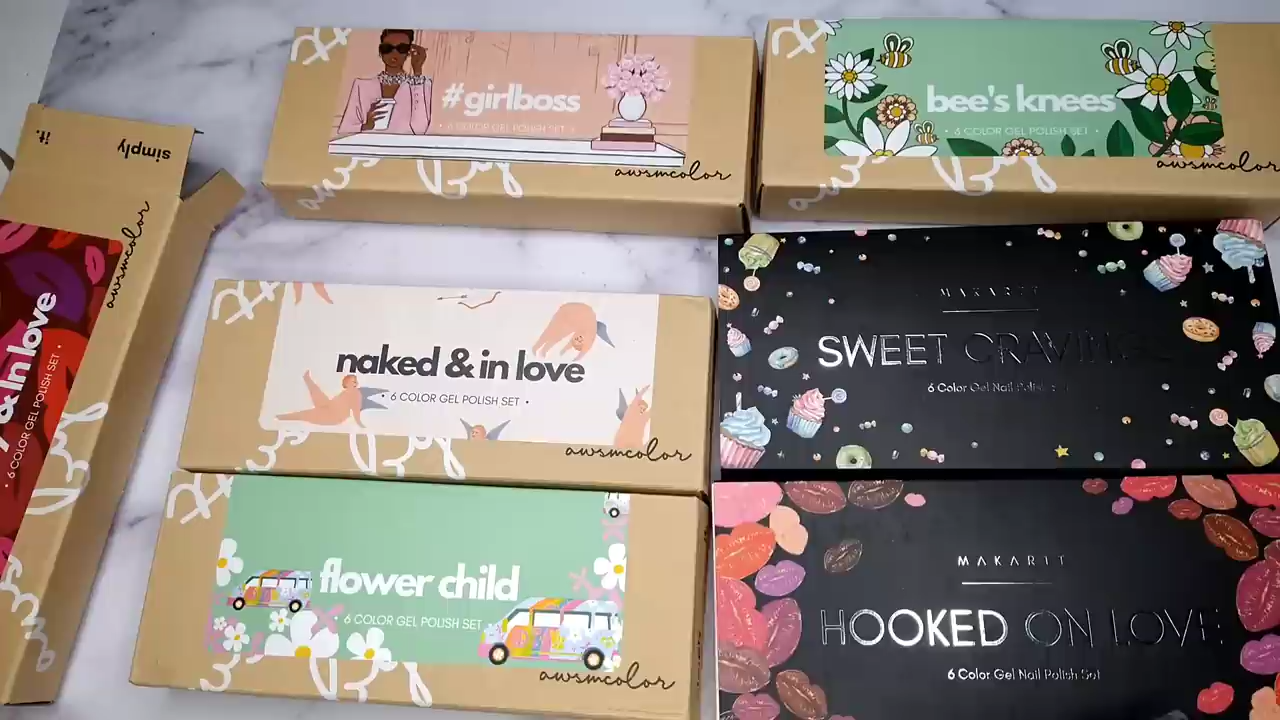 #girlboss
• 6 COLOR GEL POLISH SET •
awsmcolor
bee's knees
• 6 COLOR GEL POLISH SET •
awsmcolor
simply
it.
awsmcolor
& in love
• 6 COLOR GEL POLISH SET •
naked & in love
• 6 COLOR GEL POLISH SET •
awsmcolor
MAKARTT
SWEET CRAVINGS
6 Color Gel Nail Polish
flower child
• 6 COLOR GEL POLISH SET
awsmcolor
MAKARTT
HOOKED ON LOVE
6 Color Gel Nail Polish Set